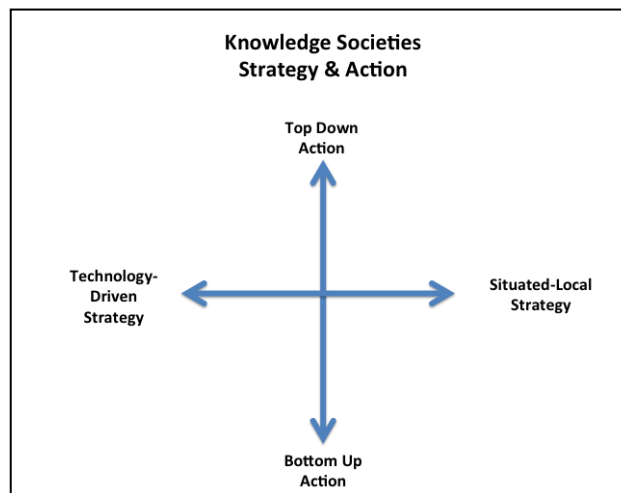 Knowledge Societies
Strategy & Action
Top Down
Action
Technology-
Driven
Strategy
Situated-Local
Strategy
Bottom Up
Action